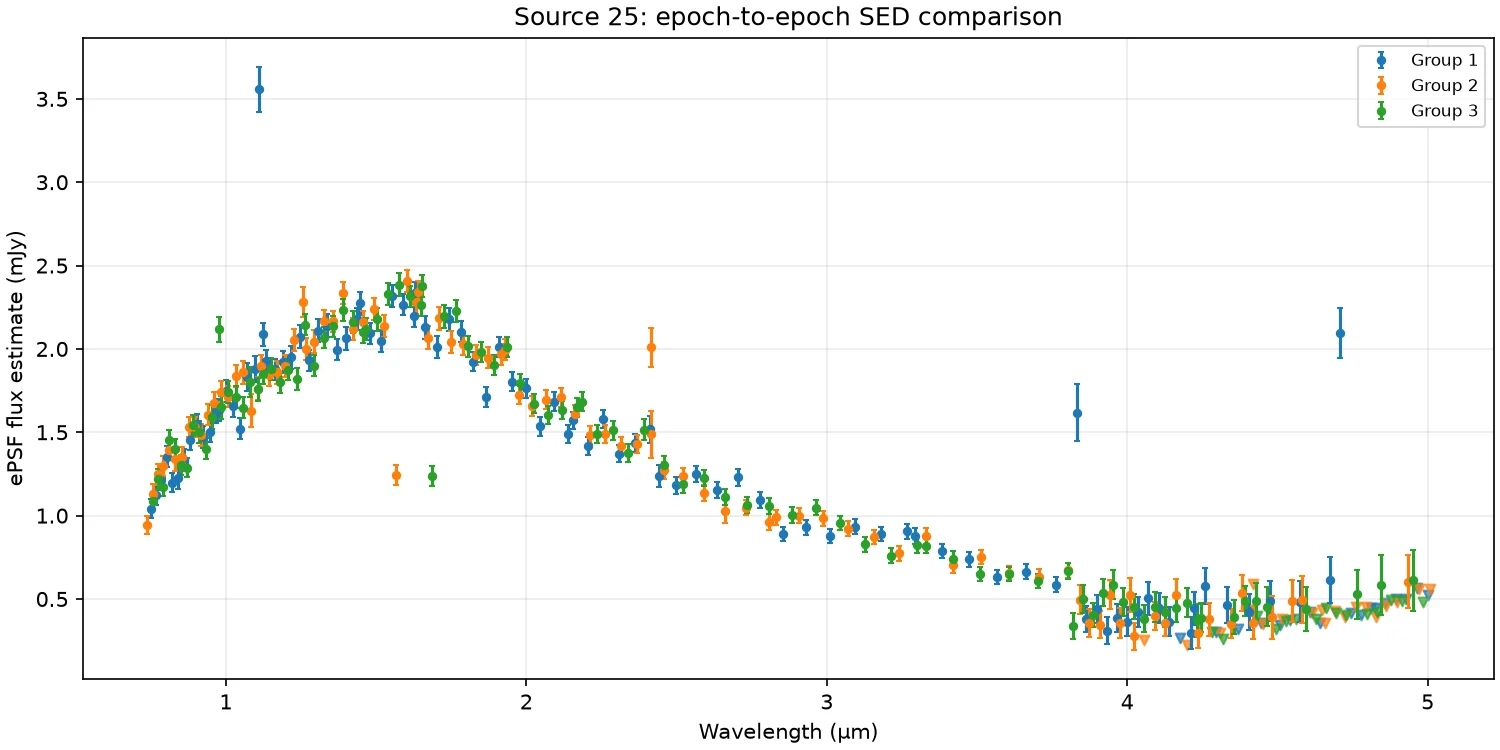 Source 25: epoch-to-epoch SED comparison
ePSF flux estimate (mJy)
3.5
3.0
2.5
2.0
1.5
1.0
0.5
Group 1
Group 2
Group 3
1 2 3 4 5
Wavelength (μm)